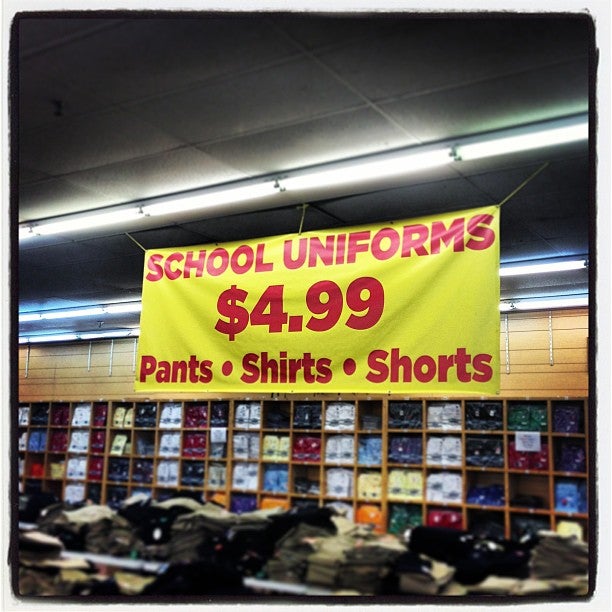 SCHOOL UNIFORMS
$4.99
Pants • Shirts • Shorts